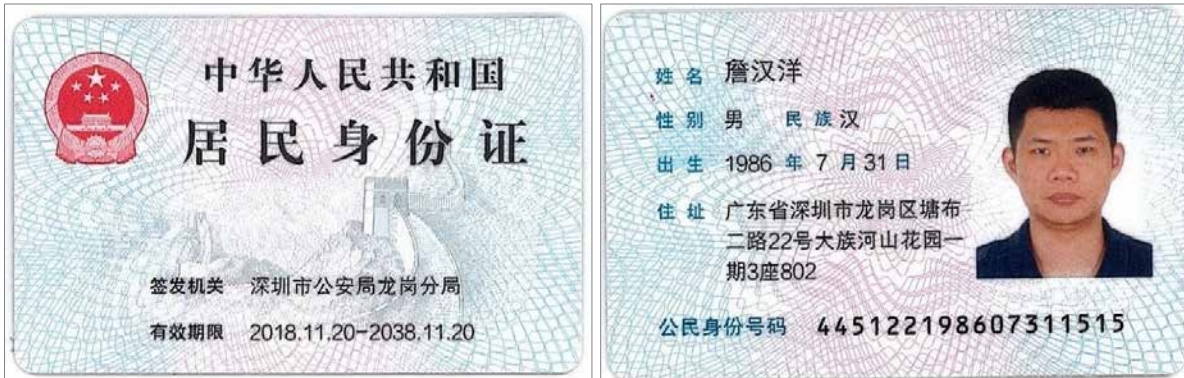 中华人民共和国
居民身份证
签发机关 深圳市公安局龙岗分局
有效期限 2018.11.20-2038.11.20
姓名 詹汉洋
性别 男 民族 汉
出生 1986 年 7 月 31 日
住址 广东省深圳市龙岗区塘布
二路22号大族河山花园一
期3座802
公民身份号码 445122198607311515